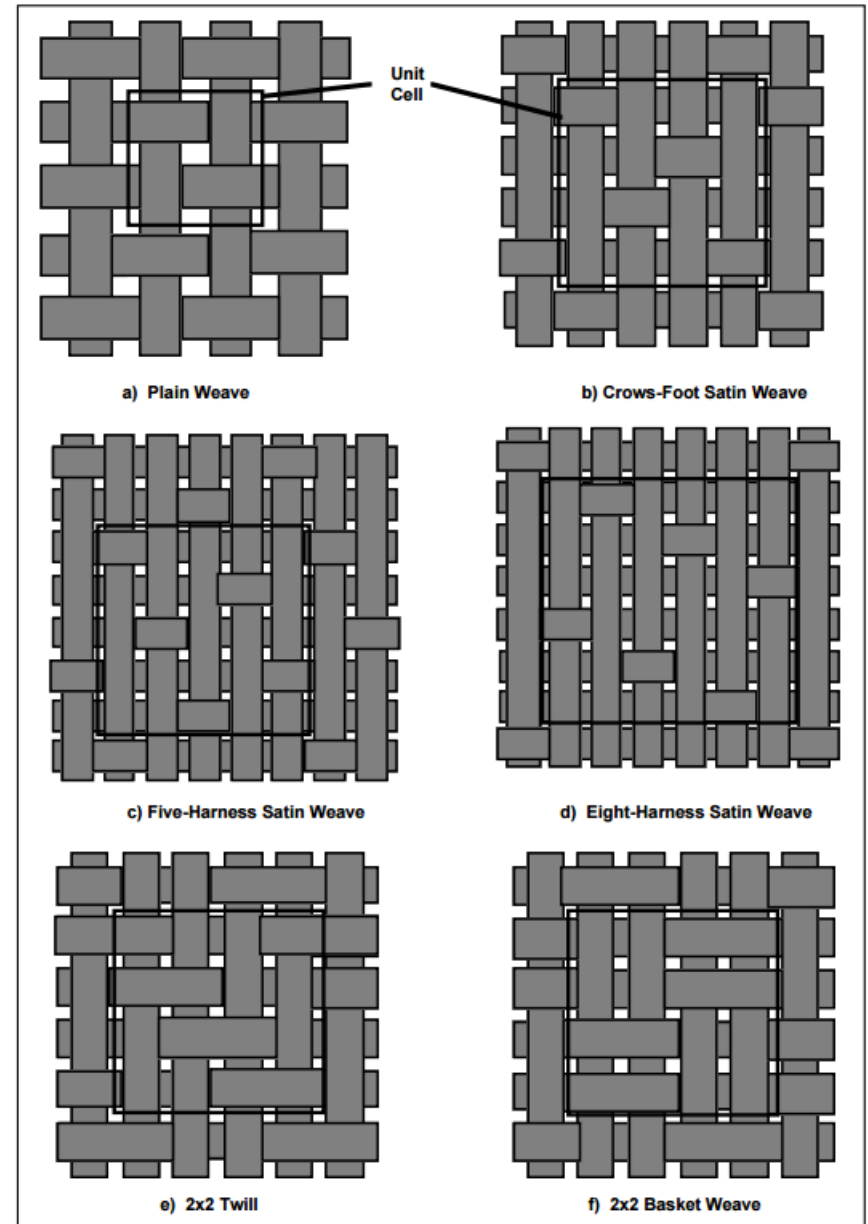 Unit
Cell
a) Plain Weave
b) Crows-Foot Satin Weave
c) Five-Harness Satin Weave
d) Eight-Harness Satin Weave
e) 2x2 Twill
f) 2x2 Basket Weave